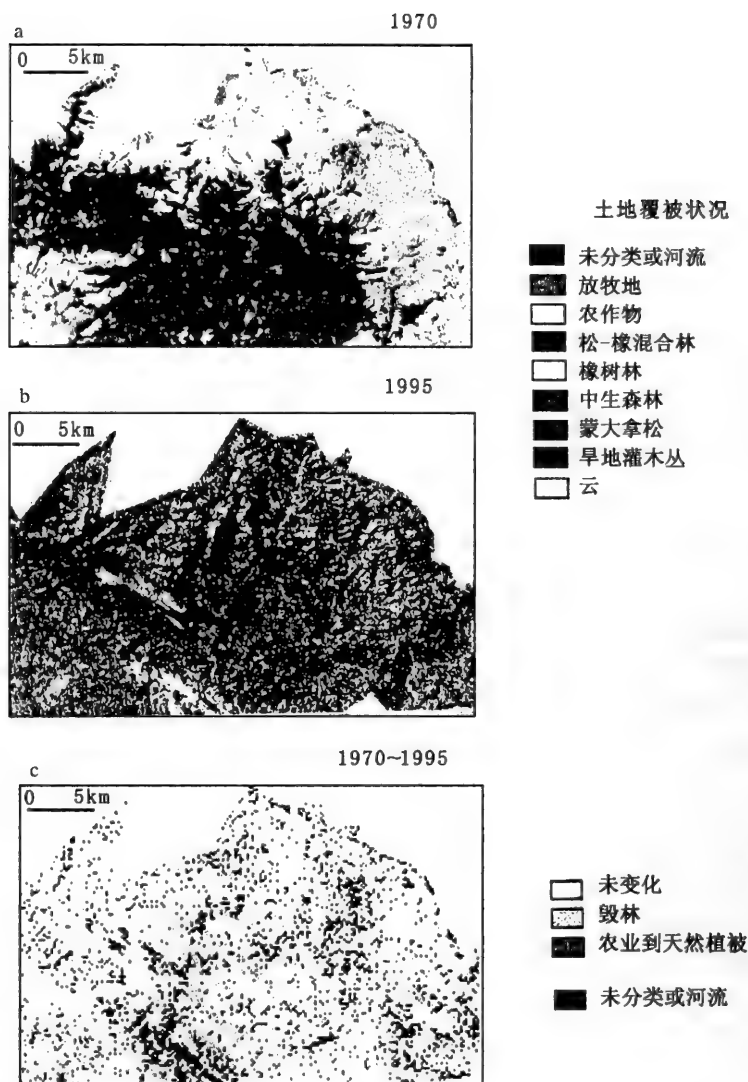 a
1970
0 5km
土地覆被状况
未分类或河流
放牧地
农作物
松-橡混合林
橡树林
中生森林
蒙大拿松
旱地灌木丛
云
b
1995
0 5km
c
1970~1995
0 5km
未变化
毁林
农业到天然植被
未分类或河流